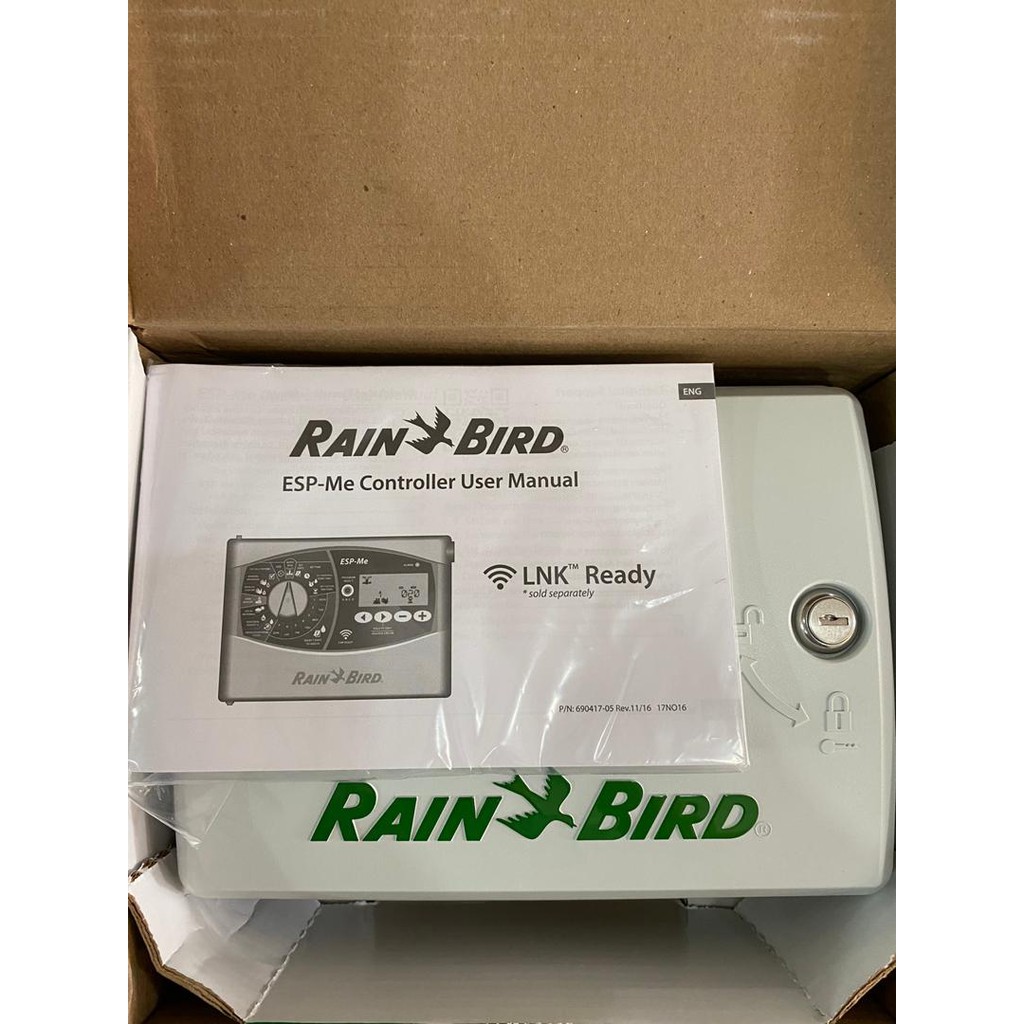 ENG
RAIN BIRD®
ESP-Me Controller User Manual
ESP-Me
LNK™ Ready
* sold separately
RAIN BIRD
P/N: 690417-05 Rev.11/16 17NO16
RAIN BIRD®